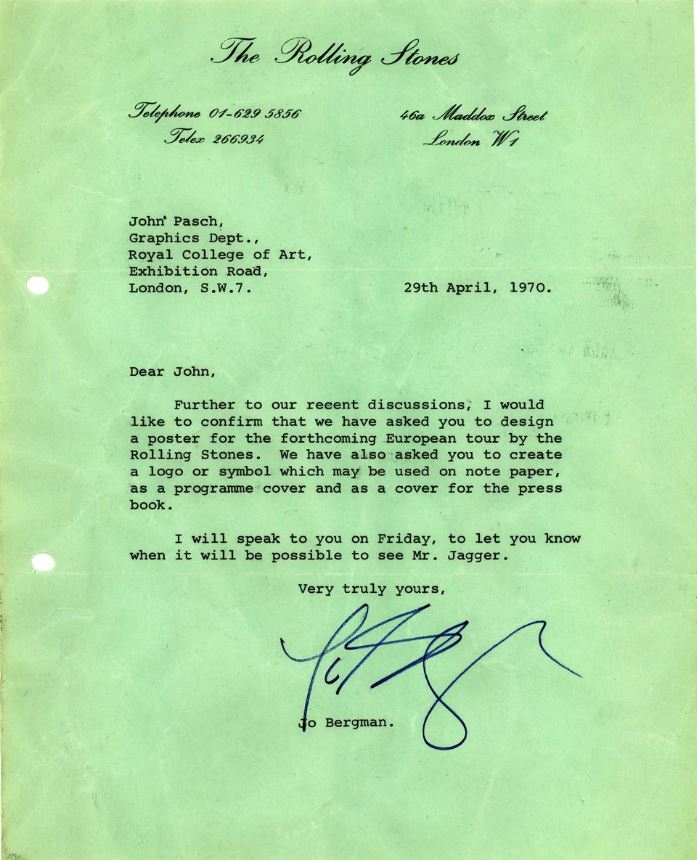 The Rolling Stones
Telephone 01-629 5856
Telex 266934
46a Maddox Street
London W1
John Pasch,
Graphics Dept.,
Royal College of Art,
Exhibition Road,
London, S.W.7.
29th April, 1970.
Dear John,
Further to our recent discussions, I would
like to confirm that we have asked you to design
a poster for the forthcoming European tour by the
Rolling Stones. We have also asked you to create
a logo or symbol which may be used on note paper,
as a programme cover and as a cover for the press
book.
I will speak to you on Friday, to let you know
when it will be possible to see Mr. Jagger.
Very truly yours,
Jo Bergman.